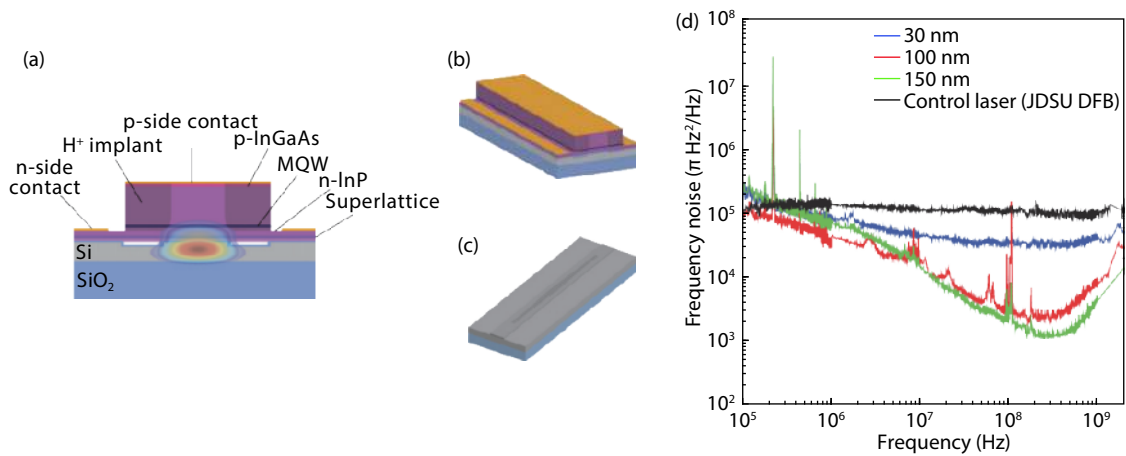 (a)
p-side contact
H⁺ implant
p-InGaAs
MQW
n-side
contact
n-InP
Superlattice
Si
SiO₂
(b)
(c)
(d)
10⁸
10⁷
10⁶
10⁵
10⁴
10³
10²
Frequency noise (π Hz²/Hz)
30 nm
100 nm
150 nm
Control laser (JDSU DFB)
10⁵
10⁶
10⁷
10⁸
10⁹
Frequency (Hz)